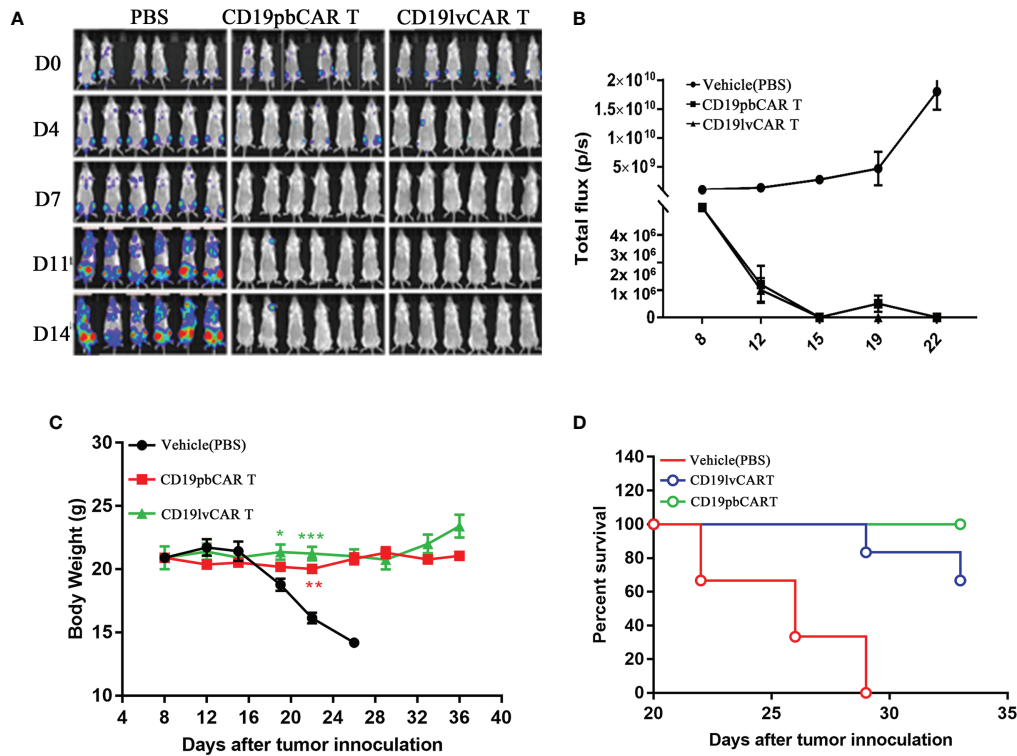 A
PBS
CD19pbCAR T
CD19lvCAR T
D0
D4
D7
D11
D14
B
Vehicle(PBS)
CD19pbCAR T
CD19lvCAR T
Total flux (p/s)
2×10¹⁰
1.5×10¹⁰
1×10¹⁰
5×10⁹
4x 10⁶
2x 10⁶
1x 10⁶
0
8
12
15
19
22
C
Vehicle(PBS)
CD19pbCAR T
CD19lvCAR T
Body Weight (g)
30
25
20
15
10
*
***
**
4 8 12 16 20 24 28 32 36 40
Days after tumor innoculation
D
Vehicle(PBS)
CD19lvCART
CD19pbCART
Percent survival
140
120
100
80
60
40
20
0
20 25 30 35
Days after tumor innoculation